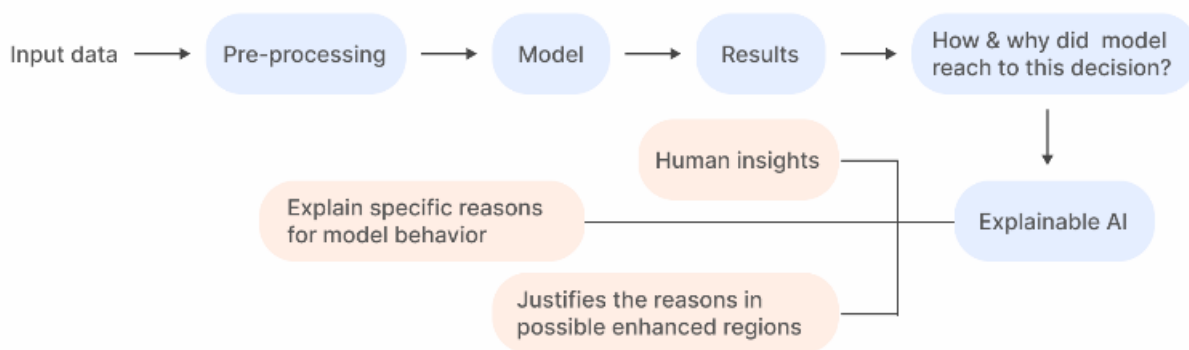 Input data
Pre-processing
Model
Results
How & why did model
reach to this decision?
Human insights
Explain specific reasons
for model behavior
Explainable AI
Justifies the reasons in
possible enhanced regions